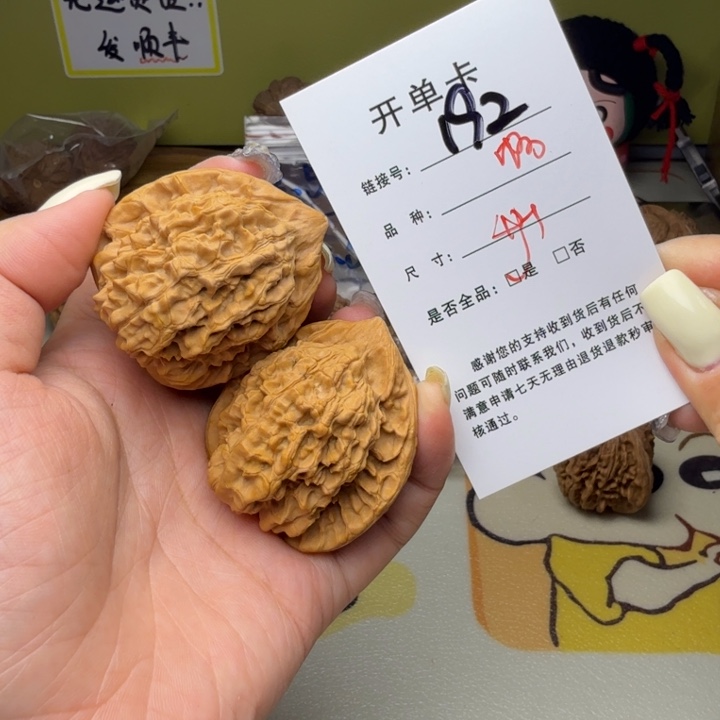 发顺丰
开单卡
链接号：192
品 种：
尺 寸：
是否全品：☑是 □否
感谢您的支持收到货后有任何
问题可随时联系我们，收到货后不
满意申请七天无理由退货退款秒审
核通过。